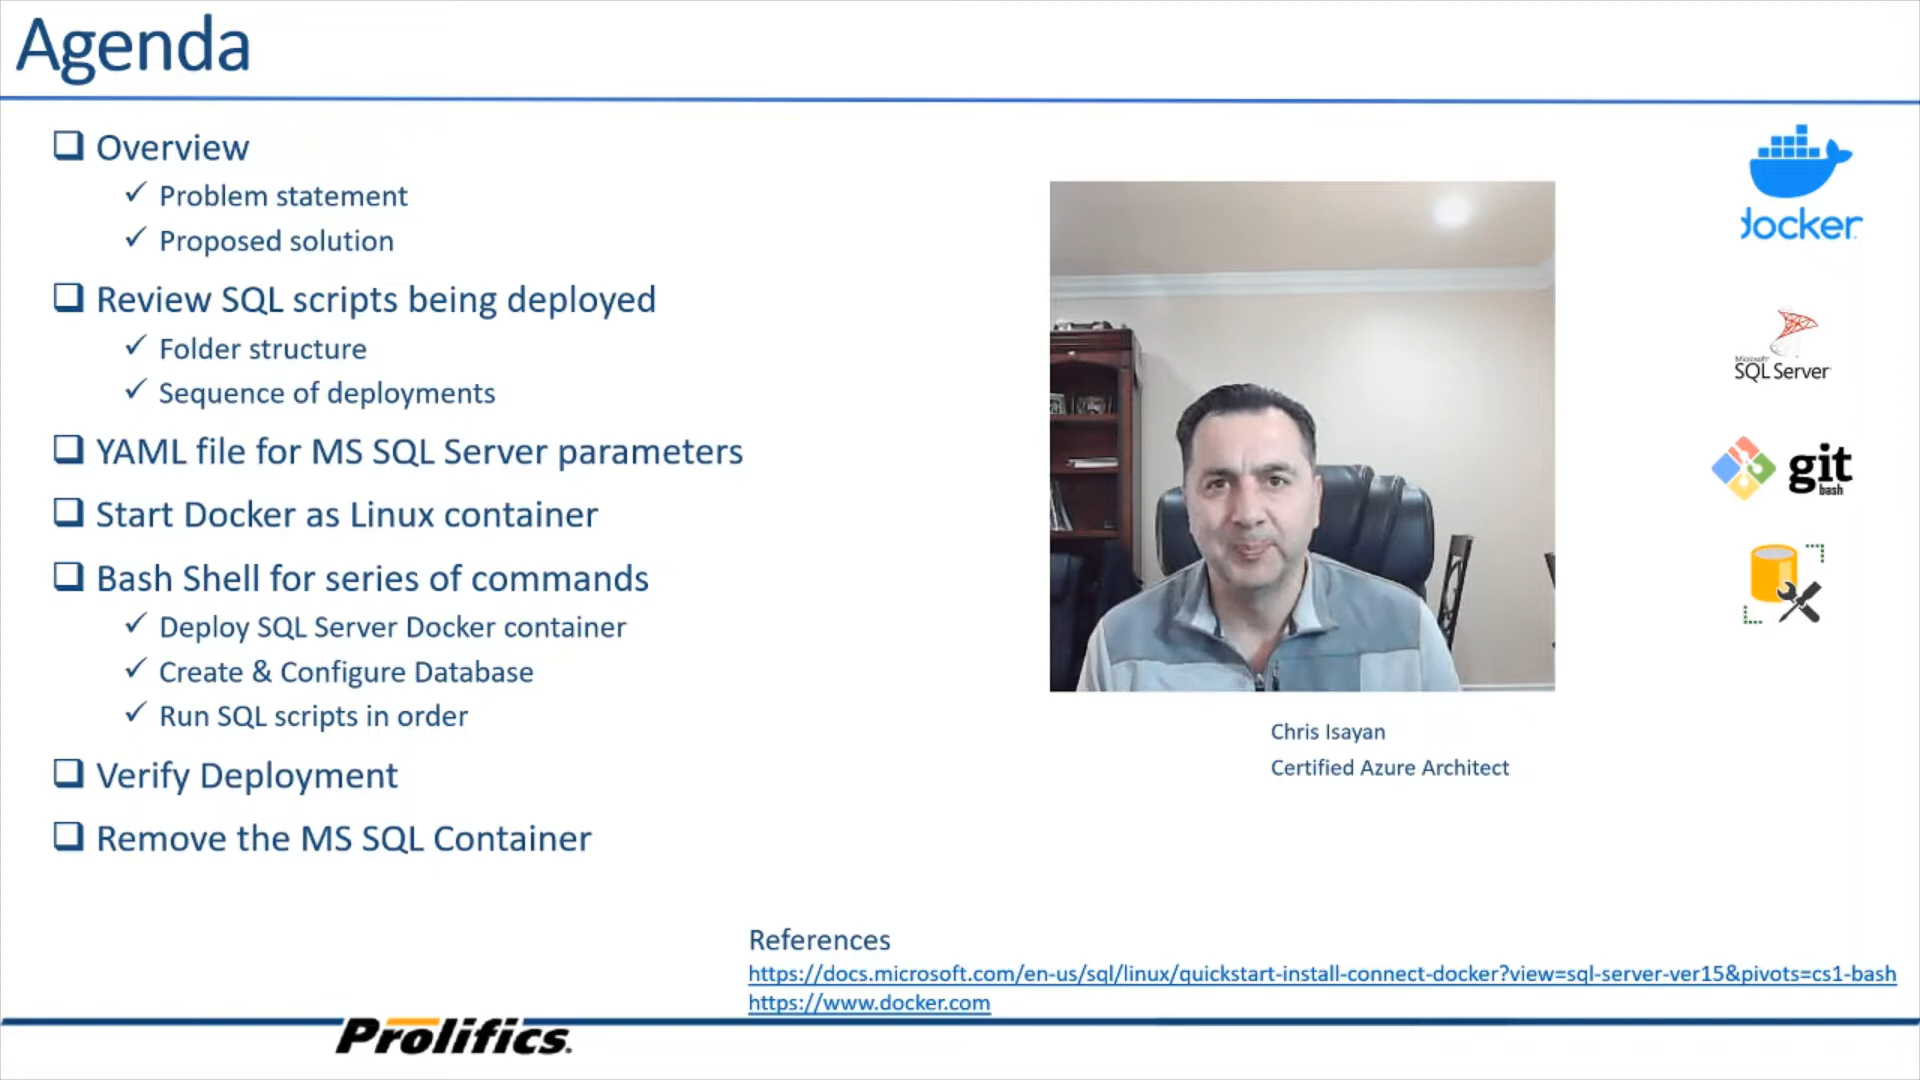 Agenda
Overview
Problem statement
Proposed solution
Review SQL scripts being deployed
Folder structure
Sequence of deployments
YAML file for MS SQL Server parameters
Start Docker as Linux container
Bash Shell for series of commands
Deploy SQL Server Docker container
Create & Configure Database
Run SQL scripts in order
Verify Deployment
Remove the MS SQL Container
docker
Microsoft
SQL Server
git
bash
Chris Isayan
Certified Azure Architect
References
https://docs.microsoft.com/en-us/sql/linux/quickstart-install-connect-docker?view=sql-server-ver15&pivots=cs1-bash
https://www.docker.com
Prolifics